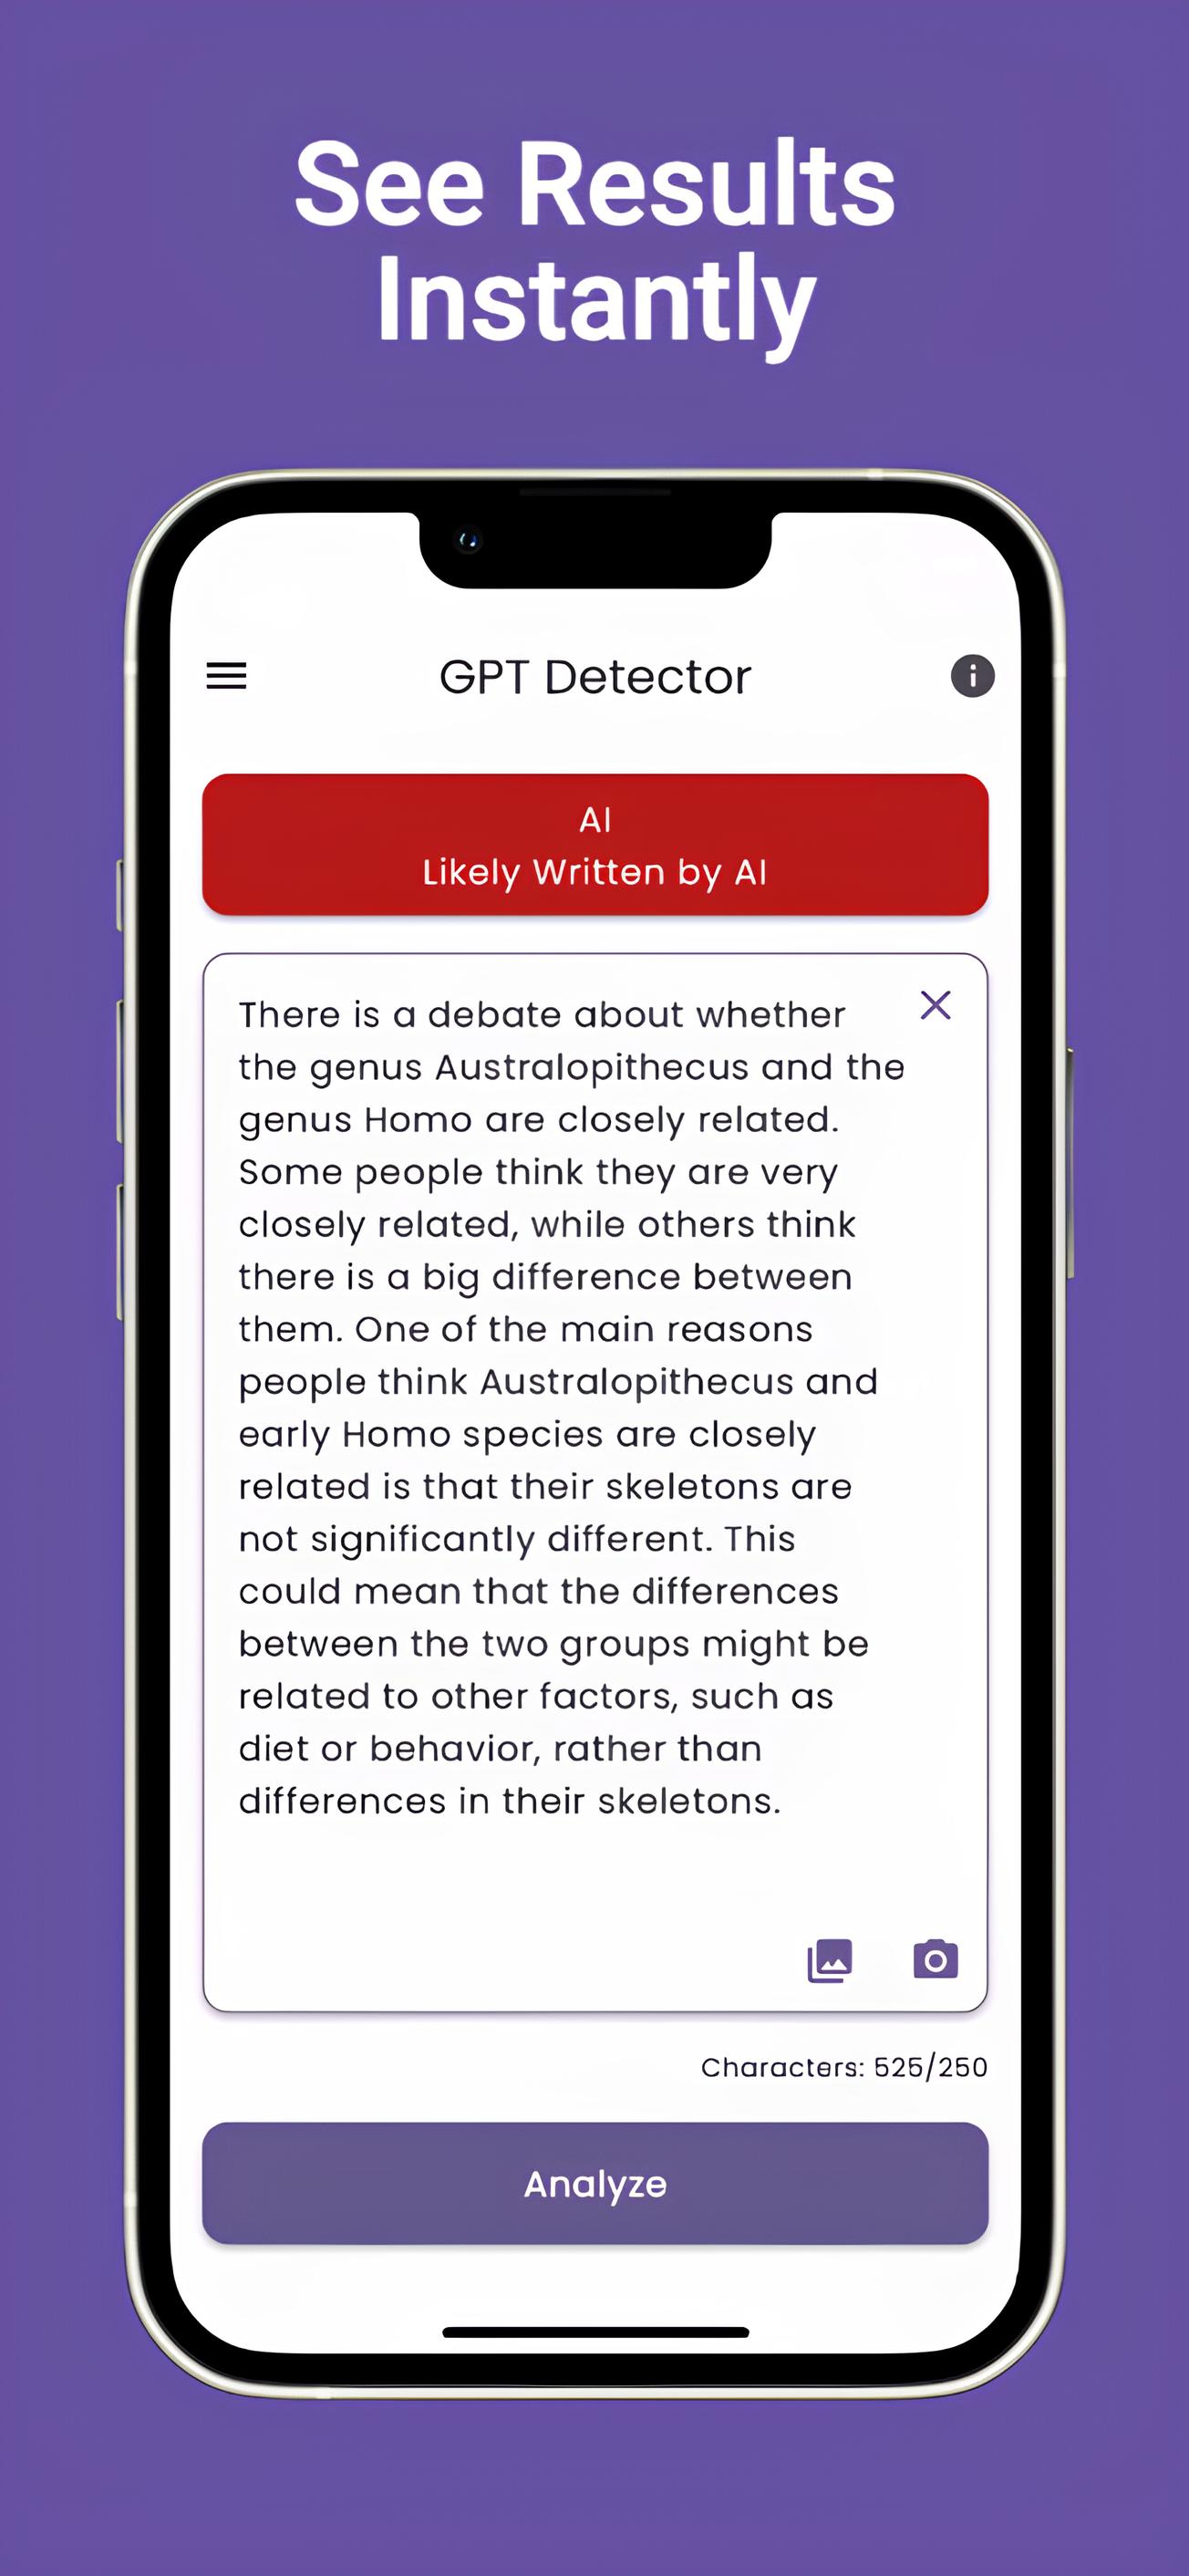 See Results
Instantly
GPT Detector
AI
Likely Written by AI
There is a debate about whether
the genus Australopithecus and the
genus Homo are closely related.
Some people think they are very
closely related, while others think
there is a big difference between
them. One of the main reasons
people think Australopithecus and
early Homo species are closely
related is that their skeletons are
not significantly different. This
could mean that the differences
between the two groups might be
related to other factors, such as
diet or behavior, rather than
differences in their skeletons.
Characters: 525/250
Analyze